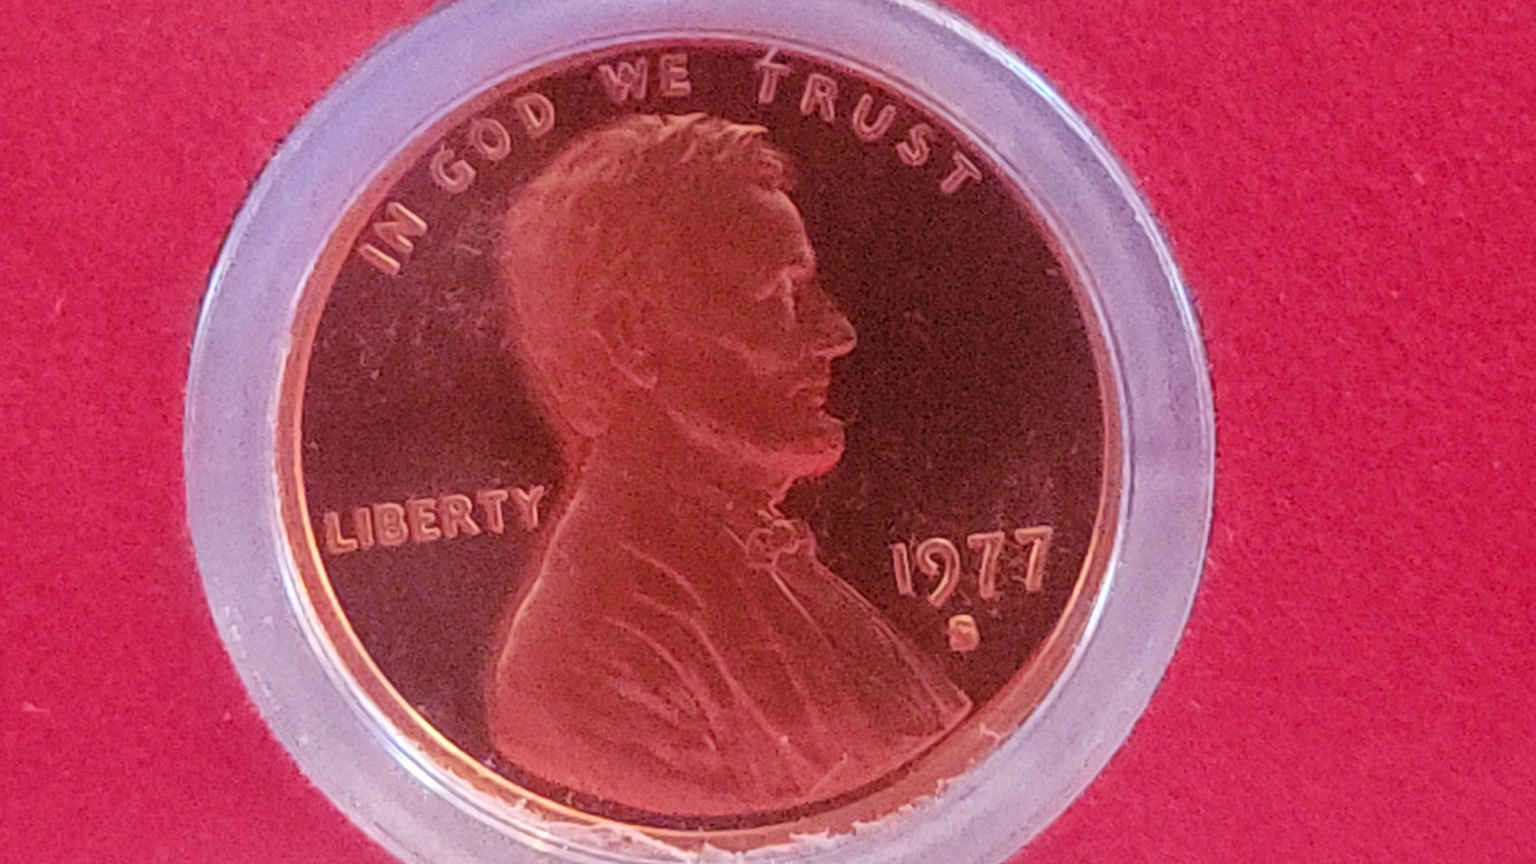 IN GOD WE TRUST
LIBERTY
1977
S